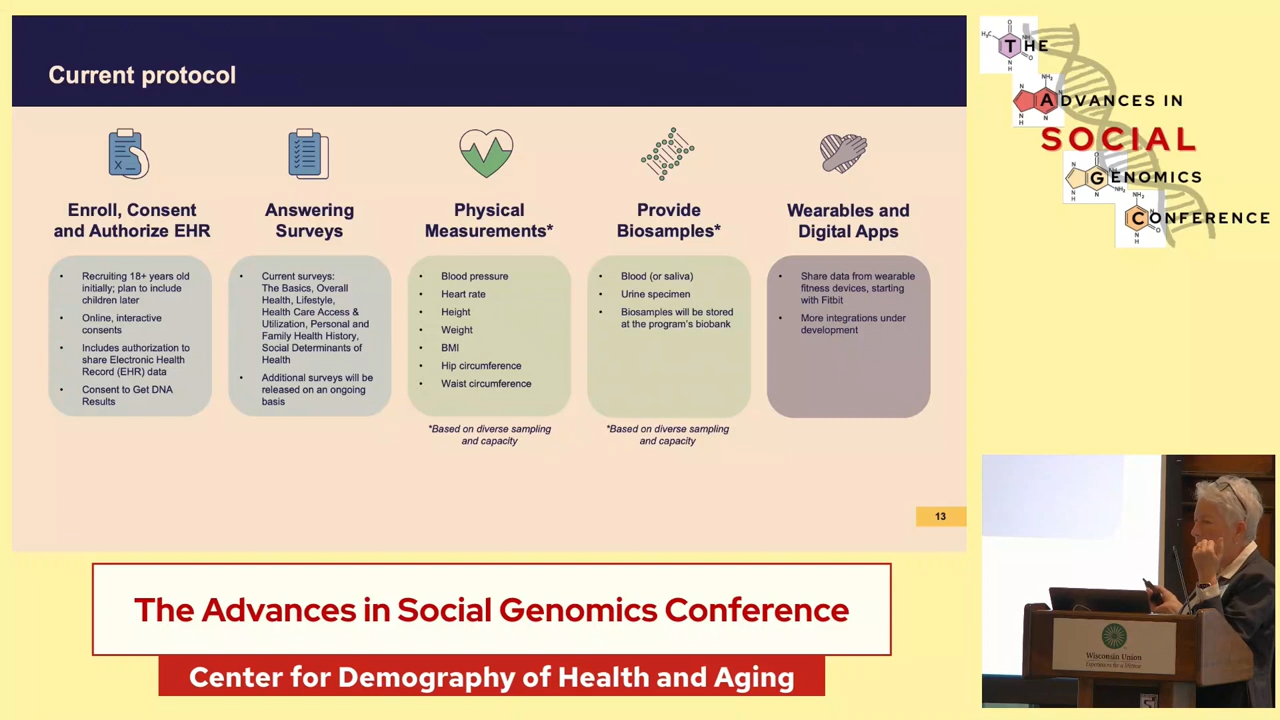 Current protocol
Enroll, Consent
and Authorize EHR
• Recruiting 18+ years old
initially; plan to include
children later
• Online, interactive
consents
• Includes authorization to
share Electronic Health
Record (EHR) data
• Consent to Get DNA
Results
Answering
Surveys
• Current surveys:
The Basics, Overall
Health, Lifestyle,
Health Care Access &
Utilization, Personal and
Family Health History,
Social Determinants of
Health
• Additional surveys will be
released on an ongoing
basis
Physical
Measurements*
• Blood pressure
• Heart rate
• Height
• Weight
• BMI
• Hip circumference
• Waist circumference
*Based on diverse sampling
and capacity
Provide
Biosamples*
• Blood (or saliva)
• Urine specimen
• Biosamples will be stored
at the program's biobank
*Based on diverse sampling
and capacity
Wearables and
Digital Apps
• Share data from wearable
fitness devices, starting
with Fitbit
• More integrations under
development
13
THE
ADVANCES IN
SOCIAL
GENOMICS
CONFERENCE
Wisconsin Union
The Advances in Social Genomics Conference
Center for Demography of Health and Aging